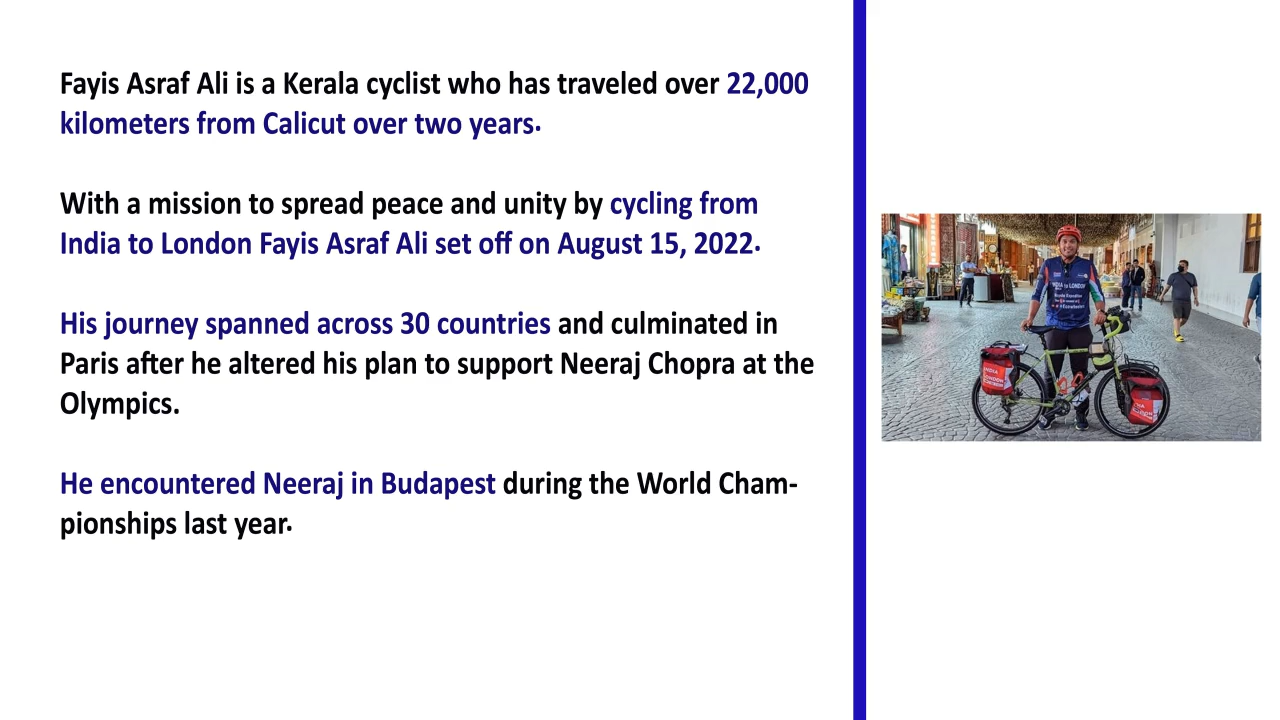 Fayis Asraf Ali is a Kerala cyclist who has traveled over 22,000
kilometers from Calicut over two years.
With a mission to spread peace and unity by cycling from
India to London Fayis Asraf Ali set off on August 15, 2022.
His journey spanned across 30 countries and culminated in
Paris after he altered his plan to support Neeraj Chopra at the
Olympics.
He encountered Neeraj in Budapest during the World Cham-
pionships last year.
INDIA to LONDON
INDIA
LONDON